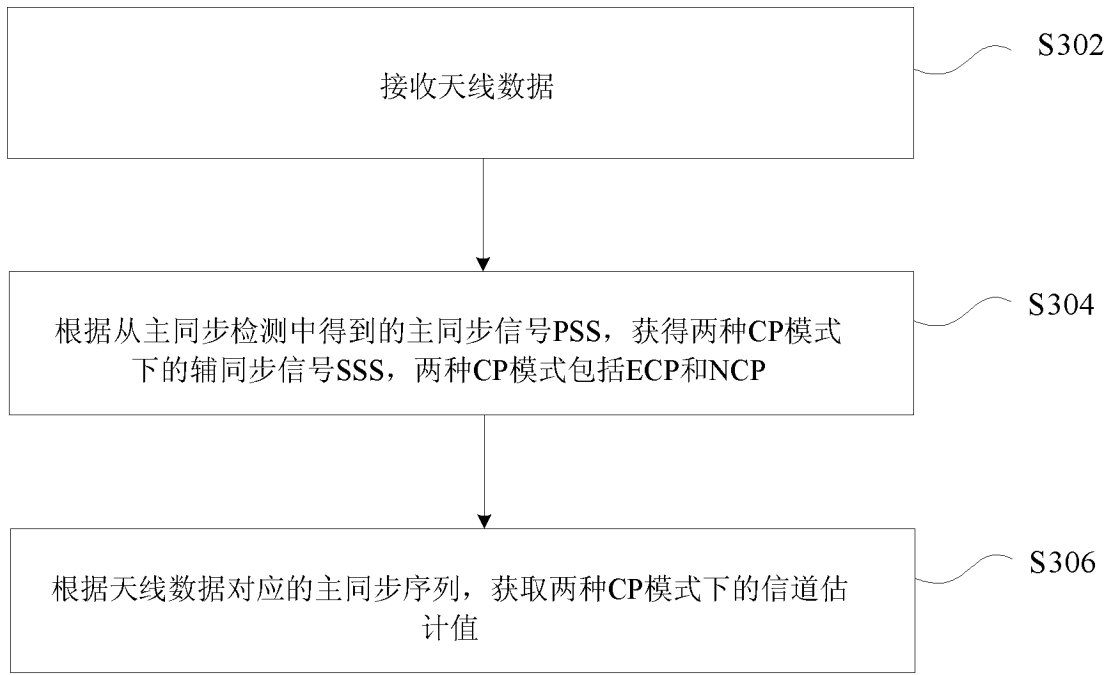 接收天线数据
S302
根据从主同步检测中得到的主同步信号PSS，获得两种CP模式
下的辅同步信号SSS，两种CP模式包括ECP和NCP
S304
根据天线数据对应的主同步序列，获取两种CP模式下的信道估
计值
S306